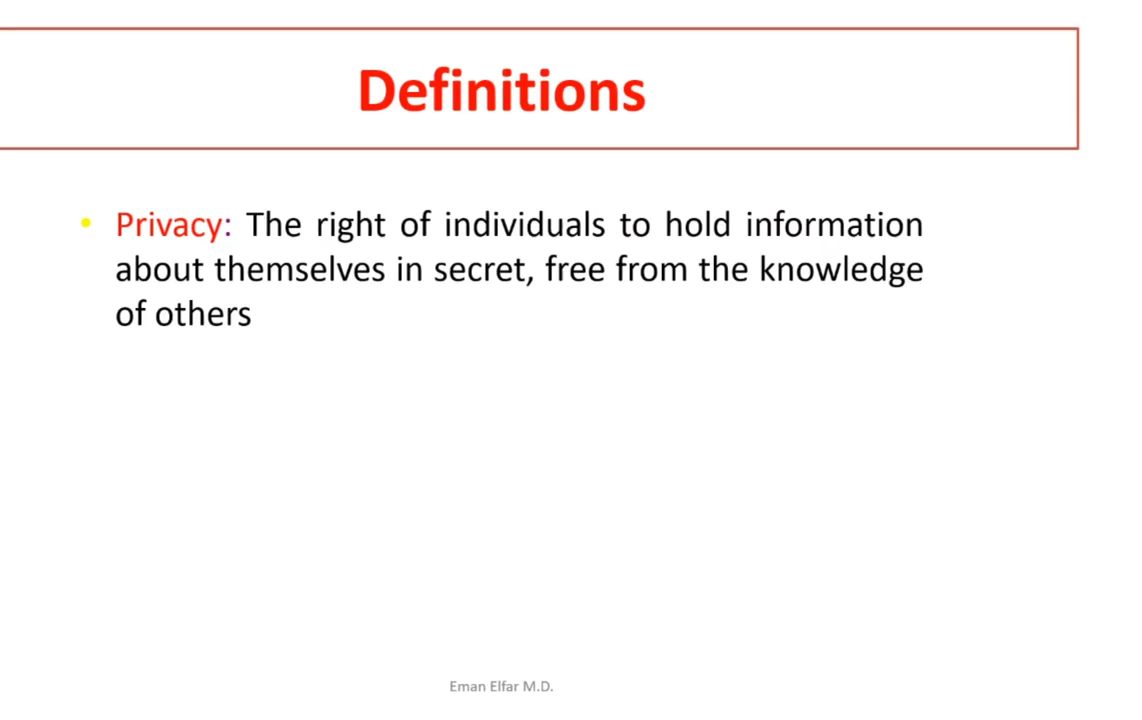 Definitions
• Privacy: The right of individuals to hold information
about themselves in secret, free from the knowledge
of others
Eman Elfar M.D.